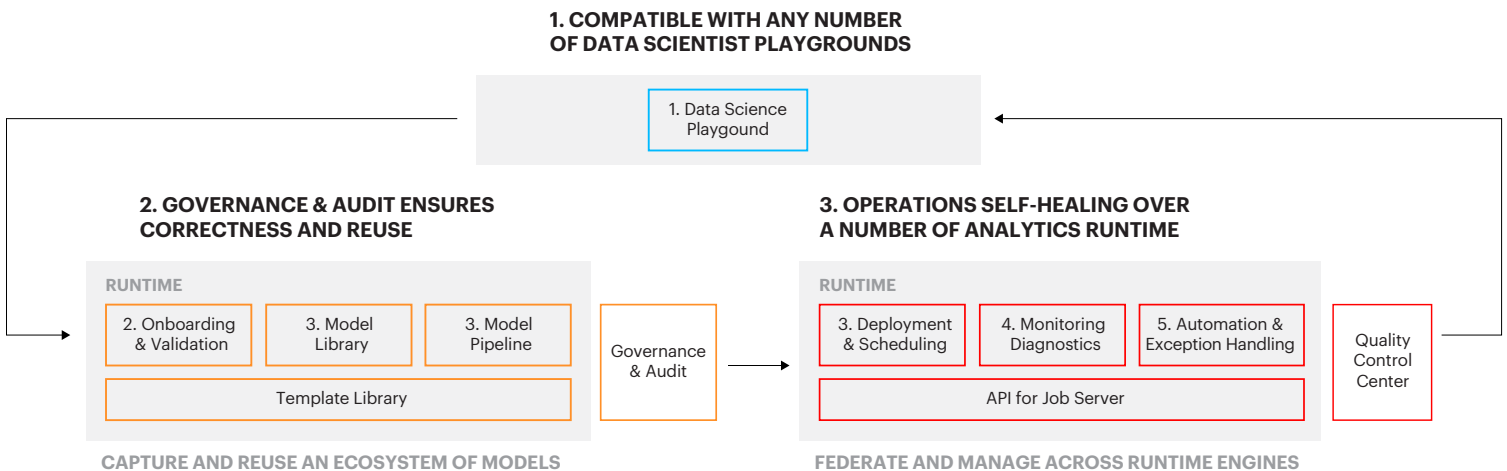 1. COMPATIBLE WITH ANY NUMBER
OF DATA SCIENTIST PLAYGROUNDS
1. Data Science
Playgound
2. GOVERNANCE & AUDIT ENSURES
CORRECTNESS AND REUSE
RUNTIME
2. Onboarding
& Validation
3. Model
Library
3. Model
Pipeline
Template Library
Governance
& Audit
CAPTURE AND REUSE AN ECOSYSTEM OF MODELS
3. OPERATIONS SELF-HEALING OVER
A NUMBER OF ANALYTICS RUNTIME
RUNTIME
3. Deployment
& Scheduling
4. Monitoring
Diagnostics
5. Automation &
Exception Handling
API for Job Server
Quality
Control
Center
FEDERATE AND MANAGE ACROSS RUNTIME ENGINES